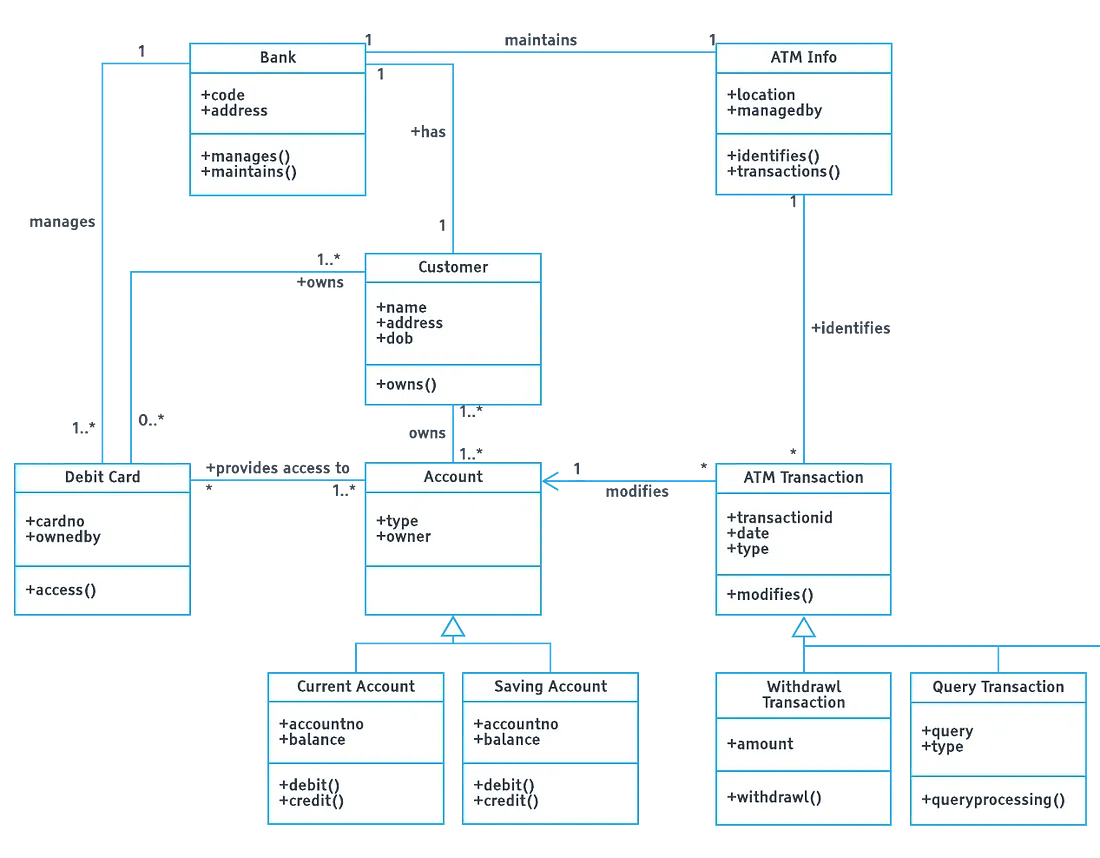 1
Bank
+code
+address
+manages()
+maintains()
1
maintains
1
1
+has
1
ATM Info
+location
+managedby
+identifies()
+transactions()
1
+identifies
*
manages
1..*
1..*
+owns
0..*
Customer
+name
+address
+dob
+owns()
1..*
owns
1..*
Debit Card
+cardno
+ownedby
+access()
+provides access to
*
1..*
Account
+type
+owner
1
*
modifies
ATM Transaction
+transactionid
+date
+type
+modifies()
Current Account
+accountno
+balance
+debit()
+credit()
Saving Account
+accountno
+balance
+debit()
+credit()
Withdrawl
Transaction
+amount
+withdrawl()
Query Transaction
+query
+type
+queryprocessing()